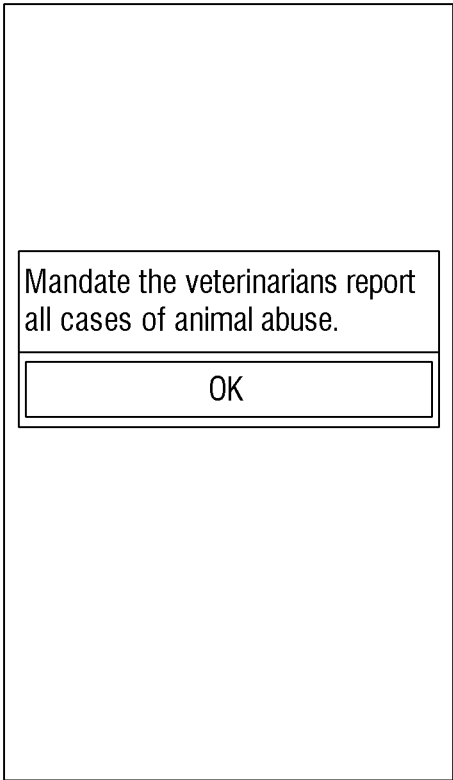 Mandate the veterinarians report
all cases of animal abuse.
OK